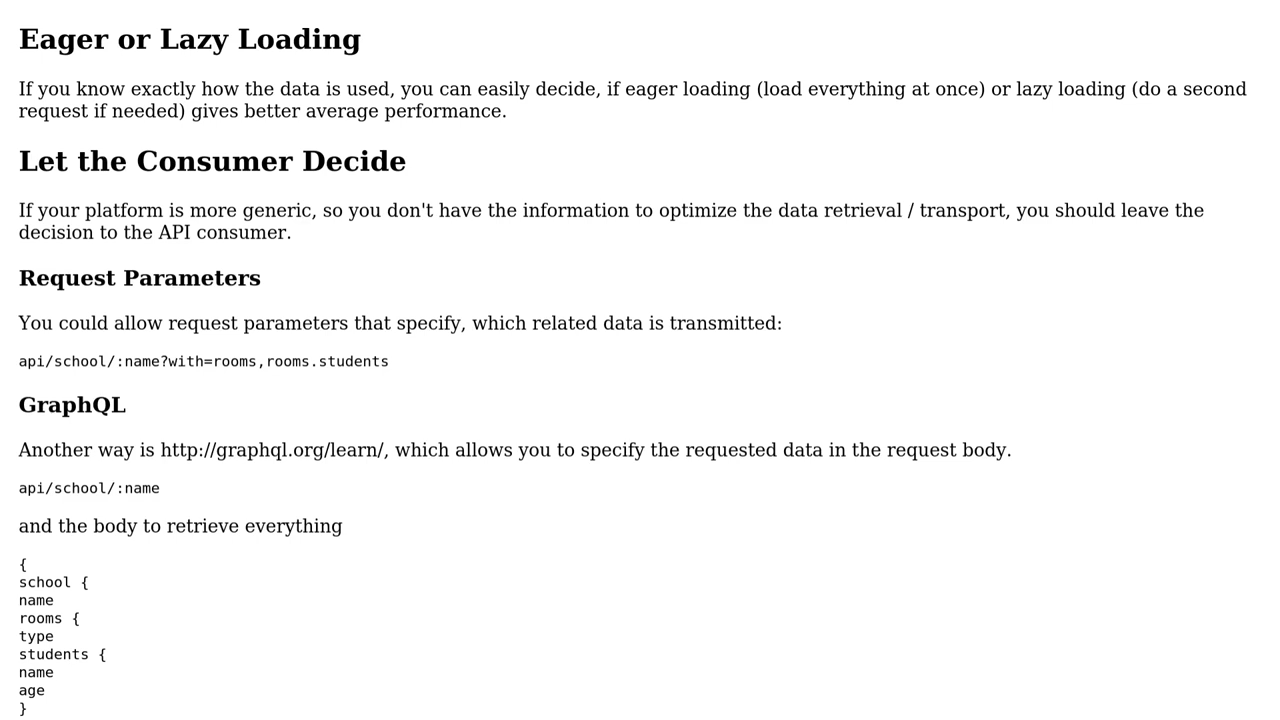 Eager or Lazy Loading
If you know exactly how the data is used, you can easily decide, if eager loading (load everything at once) or lazy loading (do a second
request if needed) gives better average performance.
Let the Consumer Decide
If your platform is more generic, so you don't have the information to optimize the data retrieval / transport, you should leave the
decision to the API consumer.
Request Parameters
You could allow request parameters that specify, which related data is transmitted:
api/school/:name?with=rooms,rooms.students
GraphQL
Another way is http://graphql.org/learn/, which allows you to specify the requested data in the request body.
api/school/:name
and the body to retrieve everything
{
school {
name
rooms {
type
students {
name
age
}